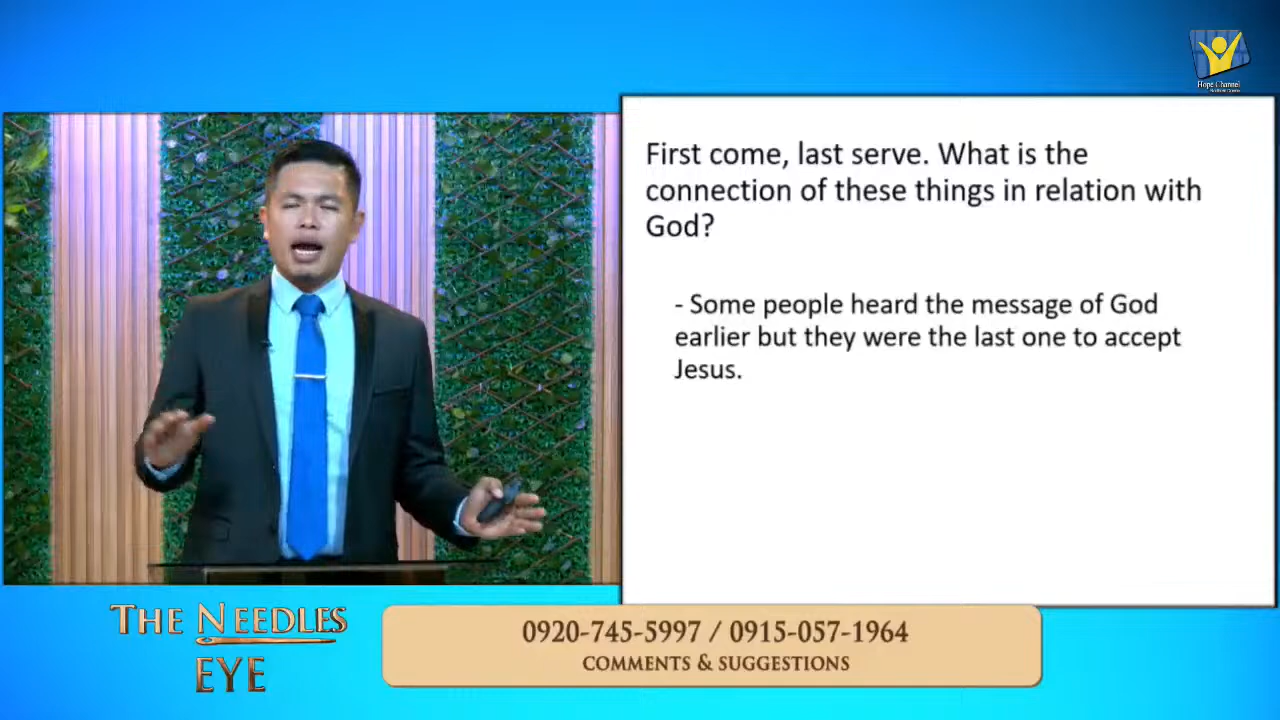 Hope Channel
First come, last serve. What is the
connection of these things in relation with
God?
- Some people heard the message of God
earlier but they were the last one to accept
Jesus.
THE NEEDLES
EYE
0920-745-5997 / 0915-057-1964
COMMENTS & SUGGESTIONS